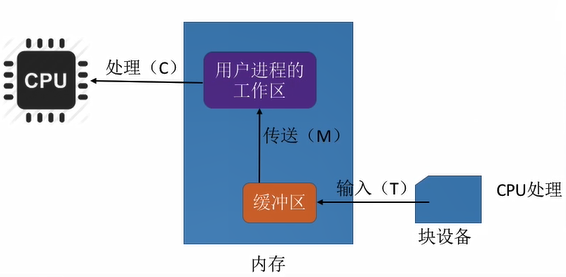 CPU
处理（C）
用户进程的
工作区
传送（M）
缓冲区
输入（T）
CPU处理
块设备
内存